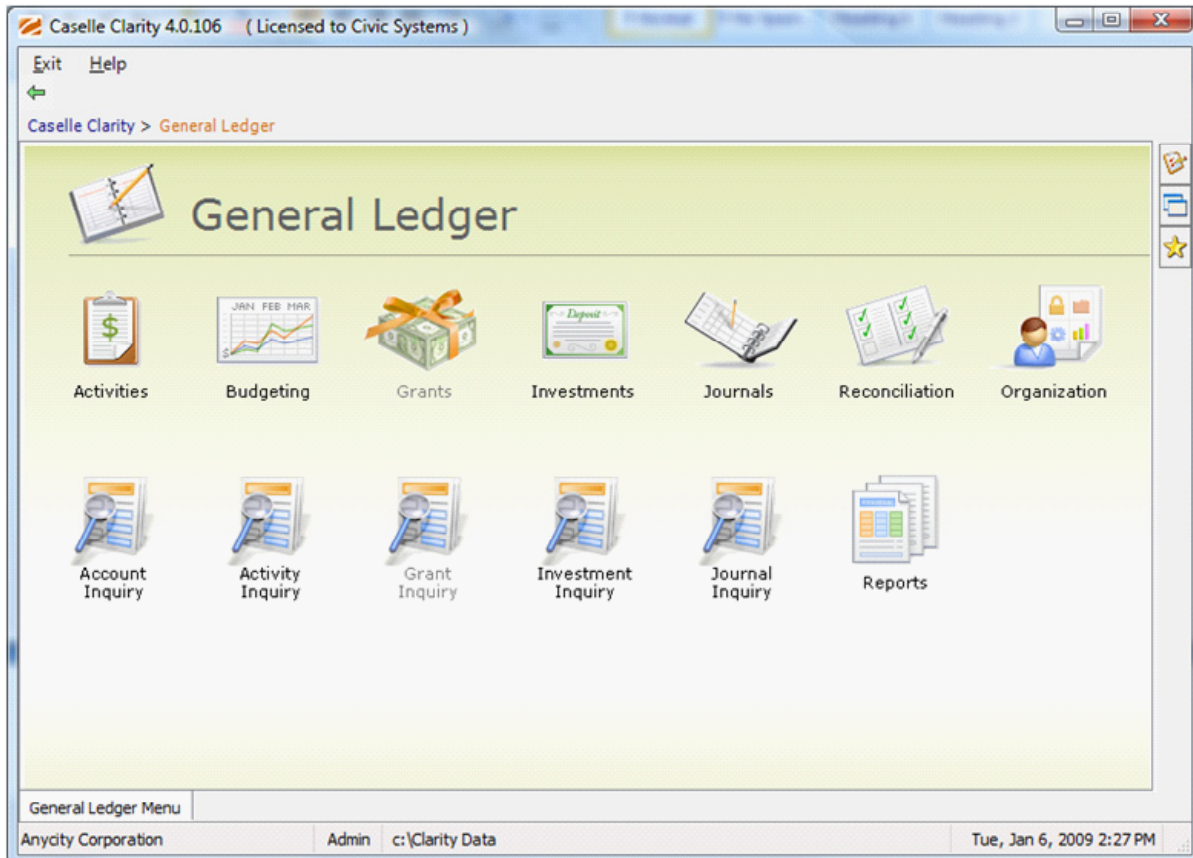 Caselle Clarity 4.0.106 ( Licensed to Civic Systems )
Exit Help
Caselle Clarity > General Ledger
General Ledger
JAN FEB MAR
$
$
Deposit
Activities Budgeting Grants Investments Journals Reconciliation Organization
Account Inquiry
Activity Inquiry
Grant Inquiry
Investment Inquiry
Journal Inquiry
Reports
General Ledger Menu
Anycity Corporation Admin c:\Clarity Data Tue, Jan 6, 2009 2:27 PM